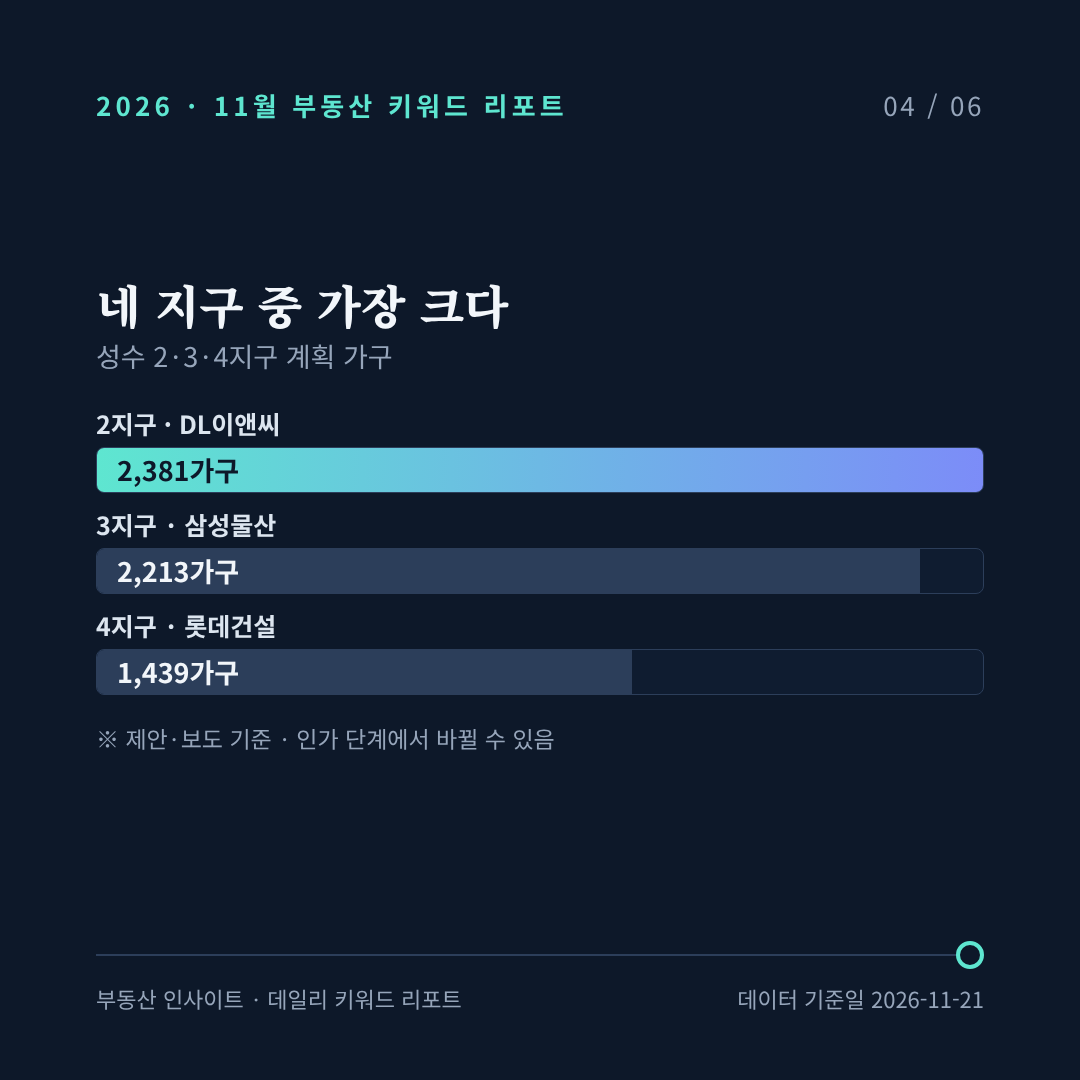 2026 · 11월 부동산 키워드 리포트
04 / 06
네 지구 중 가장 크다
성수 2·3·4지구 계획 가구
2지구 · DL이앤씨
2,381가구
3지구 · 삼성물산
2,213가구
4지구 · 롯데건설
1,439가구
※ 제안·보도 기준 · 인가 단계에서 바뀔 수 있음
부동산 인사이트 · 데일리 키워드 리포트
데이터 기준일 2026-11-21